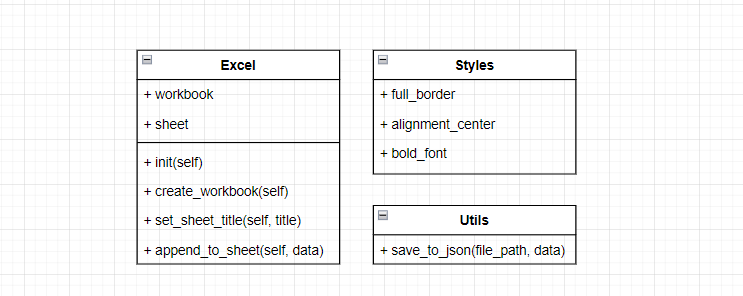 Excel
+ workbook
+ sheet
+ init(self)
+ create_workbook(self)
+ set_sheet_title(self, title)
+ append_to_sheet(self, data)
Styles
+ full_border
+ alignment_center
+ bold_font
Utils
+ save_to_json(file_path, data)